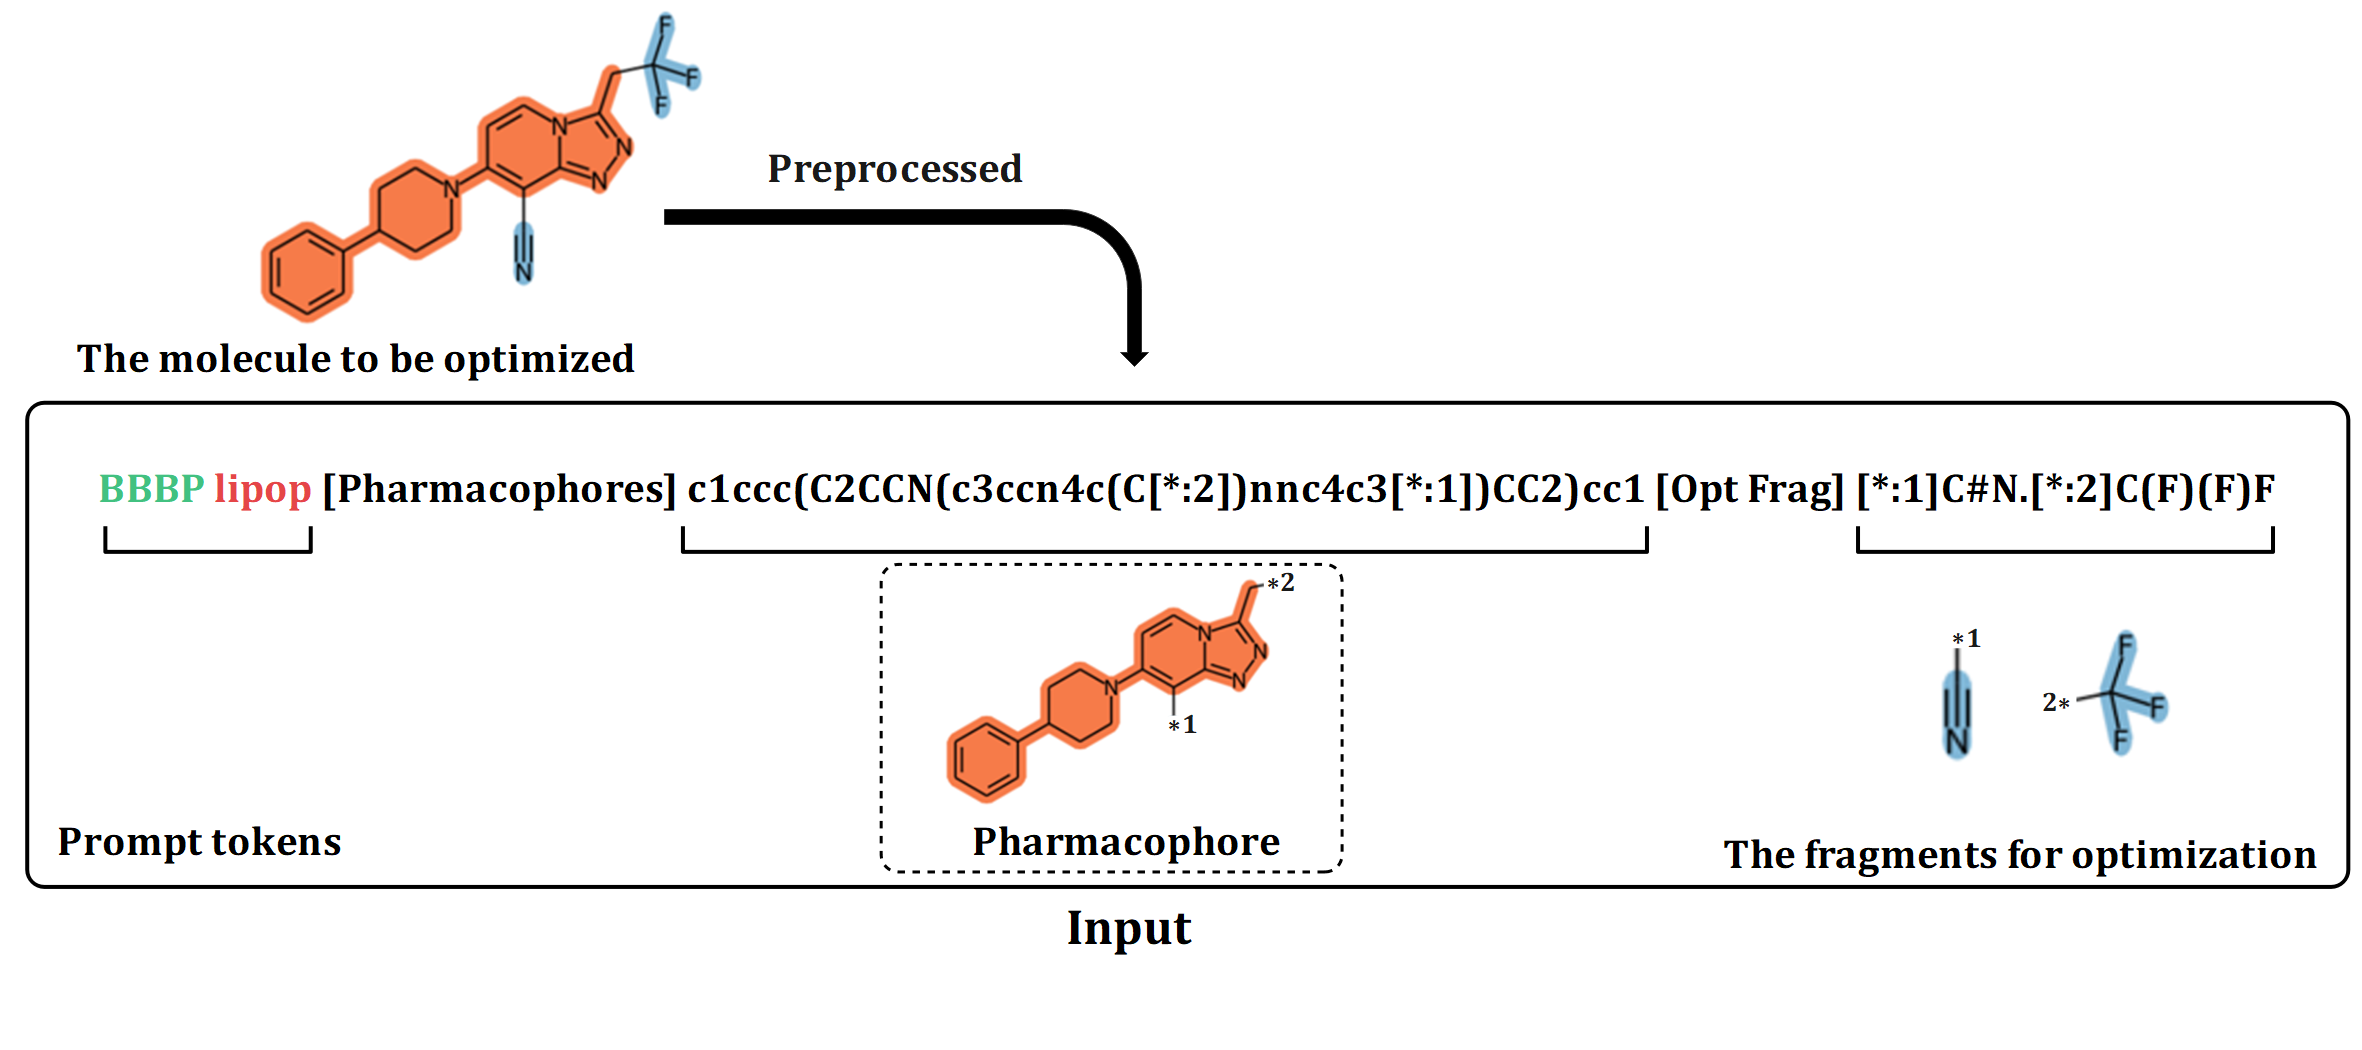 F
F
F
N
N
N
N
N
Preprocessed
The molecule to be optimized
BBBP lipop [Pharmacophores] c1ccc(C2CCN(c3ccn4c(C[*:2])nnc4c3[*:1])CC2)cc1 [Opt Frag] [*:1]C#N.[*:2]C(F)(F)F
*2
N
N
N
N
*1
*1
N
2*
F
F
F
Prompt tokens
Pharmacophore
The fragments for optimization
Input